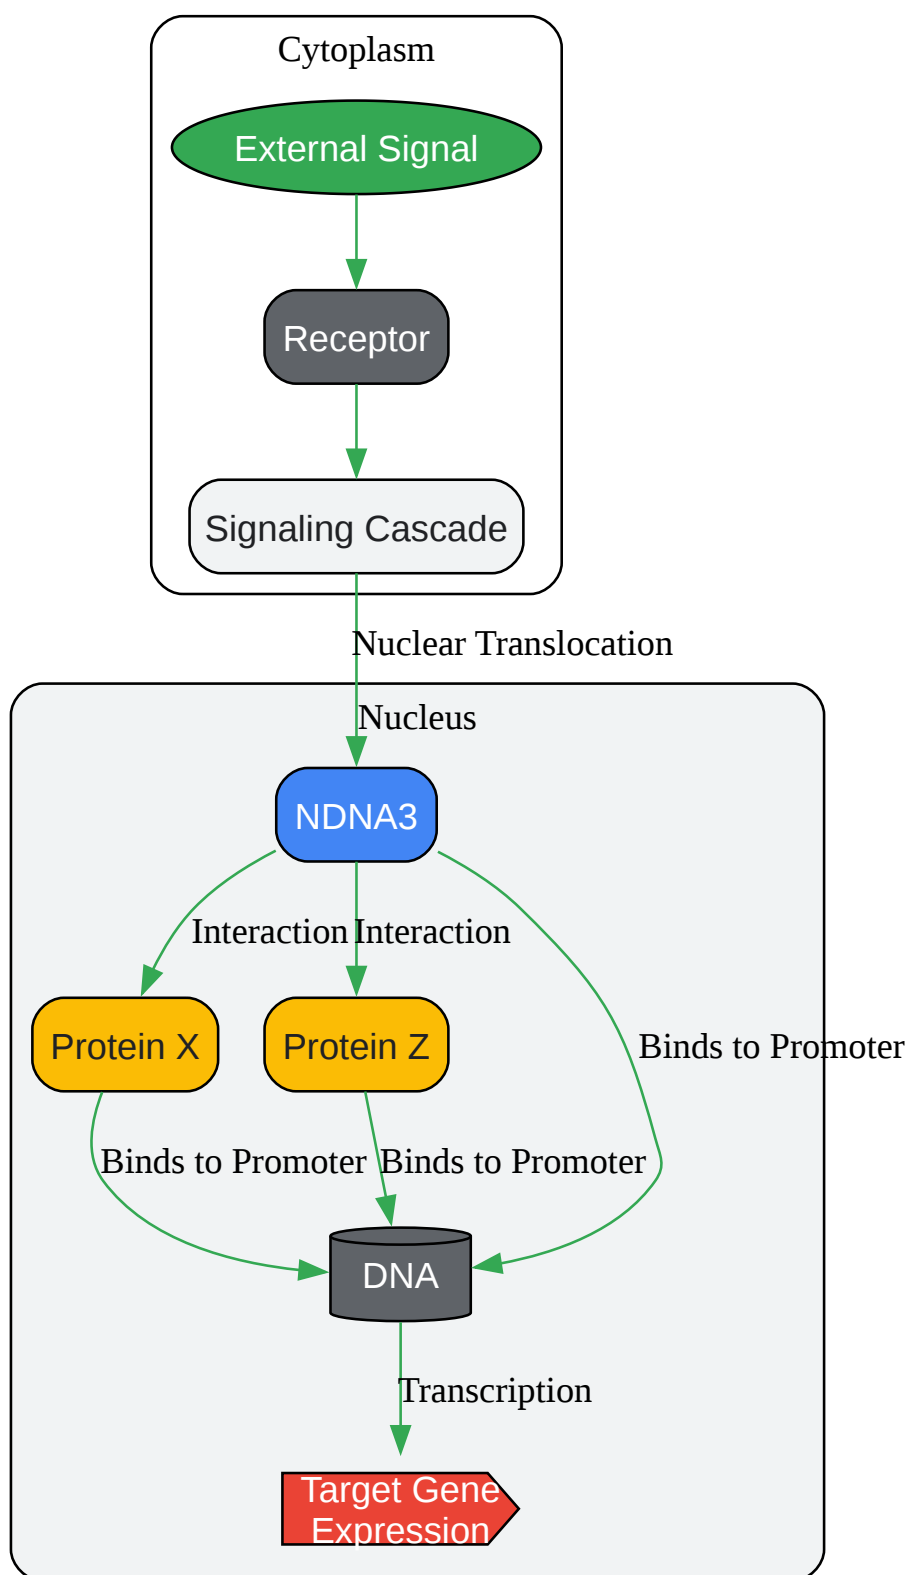 Cytoplasm
External Signal
Receptor
Signaling Cascade
Nuclear Translocation
Nucleus
NDNA3
Interaction
Interaction
Protein X
Protein Z
Binds to Promoter
Binds to Promoter
Binds to Promoter
DNA
Transcription
Target Gene
Expression